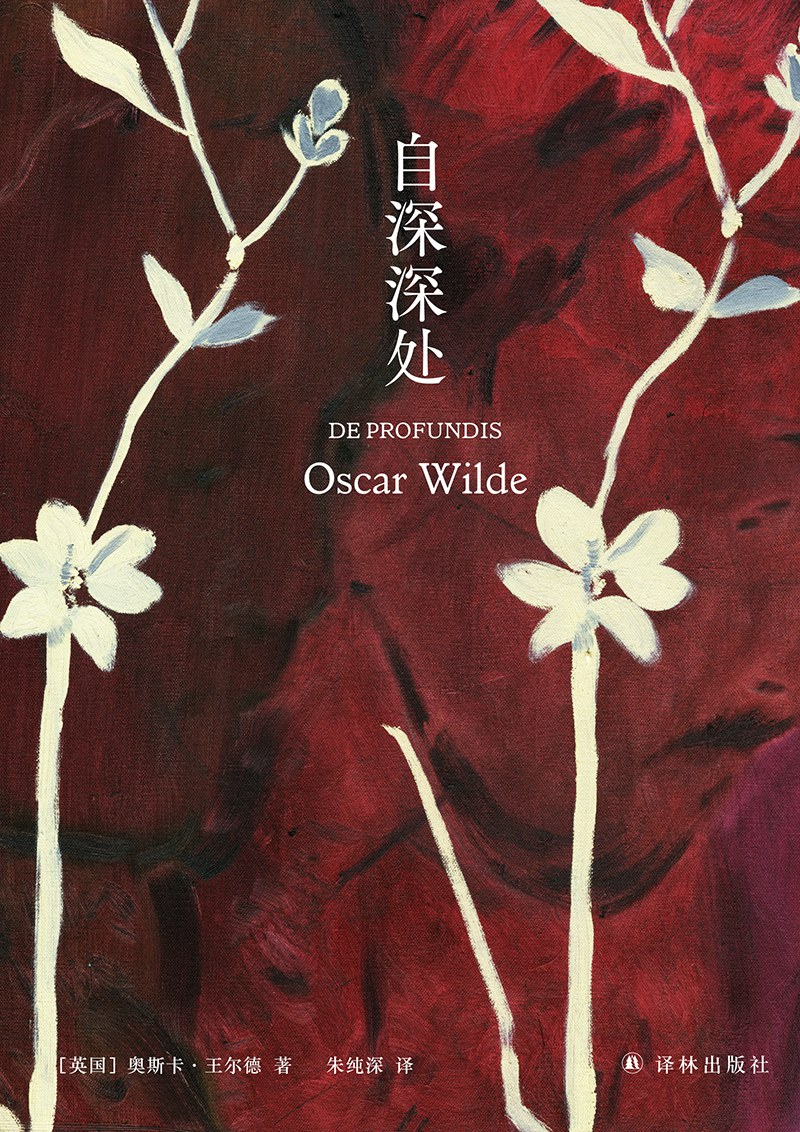 自深深处
DE PROFUNDIS
Oscar Wilde
[英国] 奥斯卡·王尔德 著 朱纯深 译
译林出版社